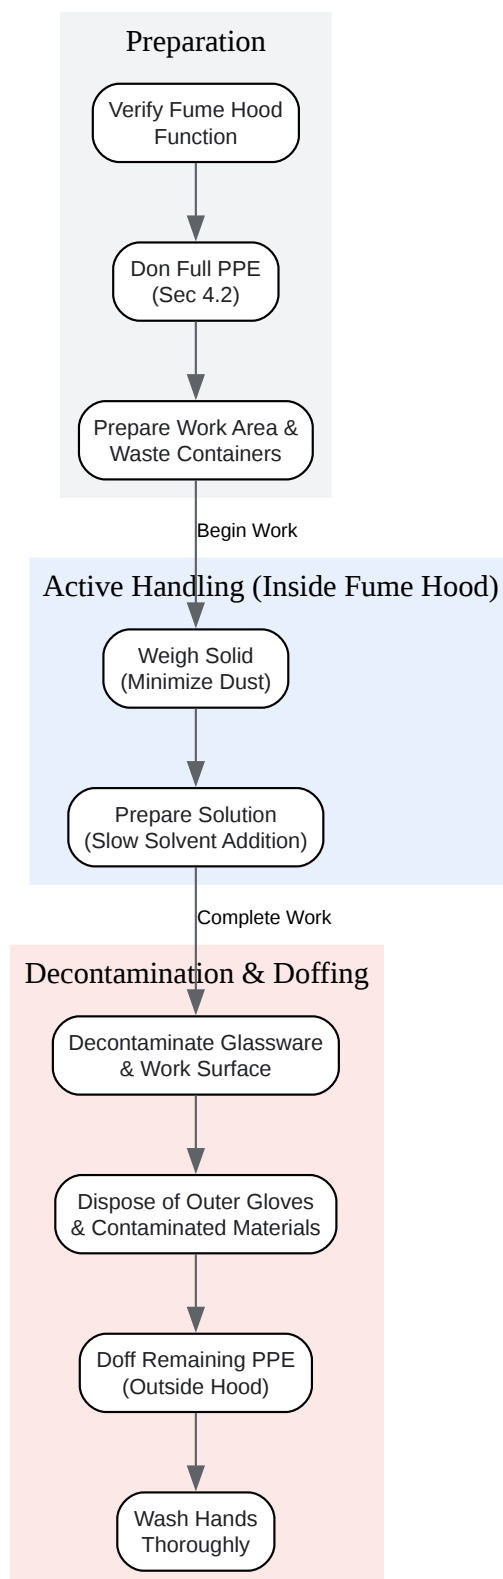 Preparation
Verify Fume Hood
Function
Don Full PPE
(Sec 4.2)
Prepare Work Area &
Waste Containers
Begin Work
Active Handling (Inside Fume Hood)
Weigh Solid
(Minimize Dust)
Prepare Solution
(Slow Solvent Addition)
Complete Work
Decontamination & Doffing
Decontaminate Glassware
& Work Surface
Dispose of Outer Gloves
& Contaminated Materials
Doff Remaining PPE
(Outside Hood)
Wash Hands
Thoroughly